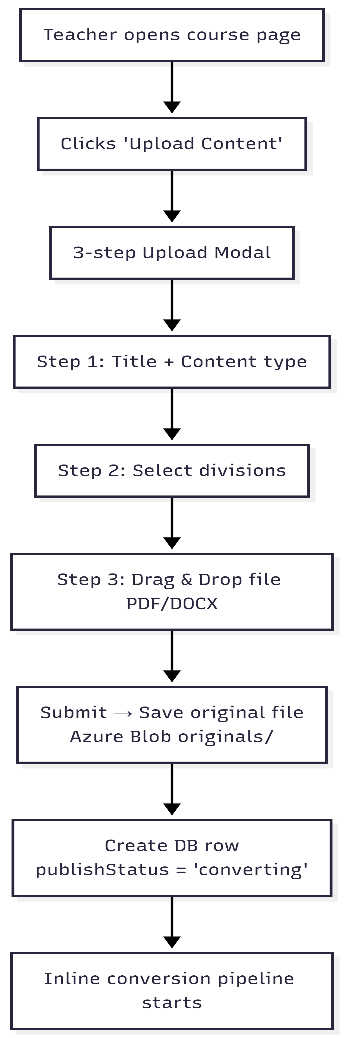 Teacher opens course page
Clicks 'Upload Content'
3-step Upload Modal
Step 1: Title + Content type
Step 2: Select divisions
Step 3: Drag & Drop file
PDF/DOCX
Submit → Save original file
Azure Blob originals/
Create DB row
publishStatus = 'converting'
Inline conversion pipeline
starts